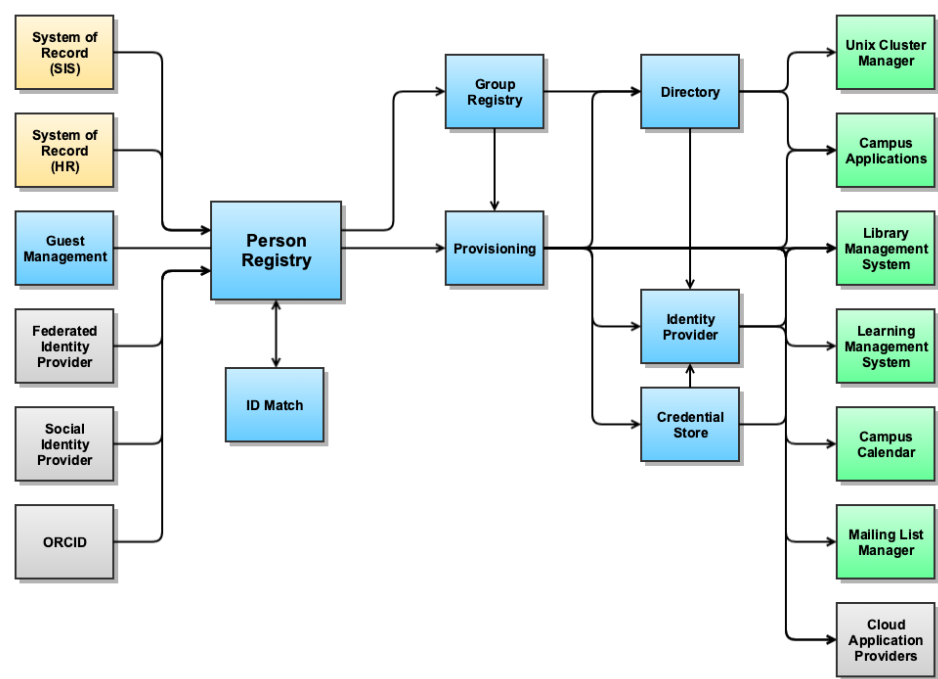 System of
Record
(SIS)
System of
Record
(HR)
Guest
Management
Federated
Identity
Provider
Social
Identity
Provider
ORCID
Person
Registry
ID Match
Group
Registry
Provisioning
Directory
Identity
Provider
Credential
Store
Unix Cluster
Manager
Campus
Applications
Library
Management
System
Learning
Management
System
Campus
Calendar
Mailing List
Manager
Cloud
Application
Providers